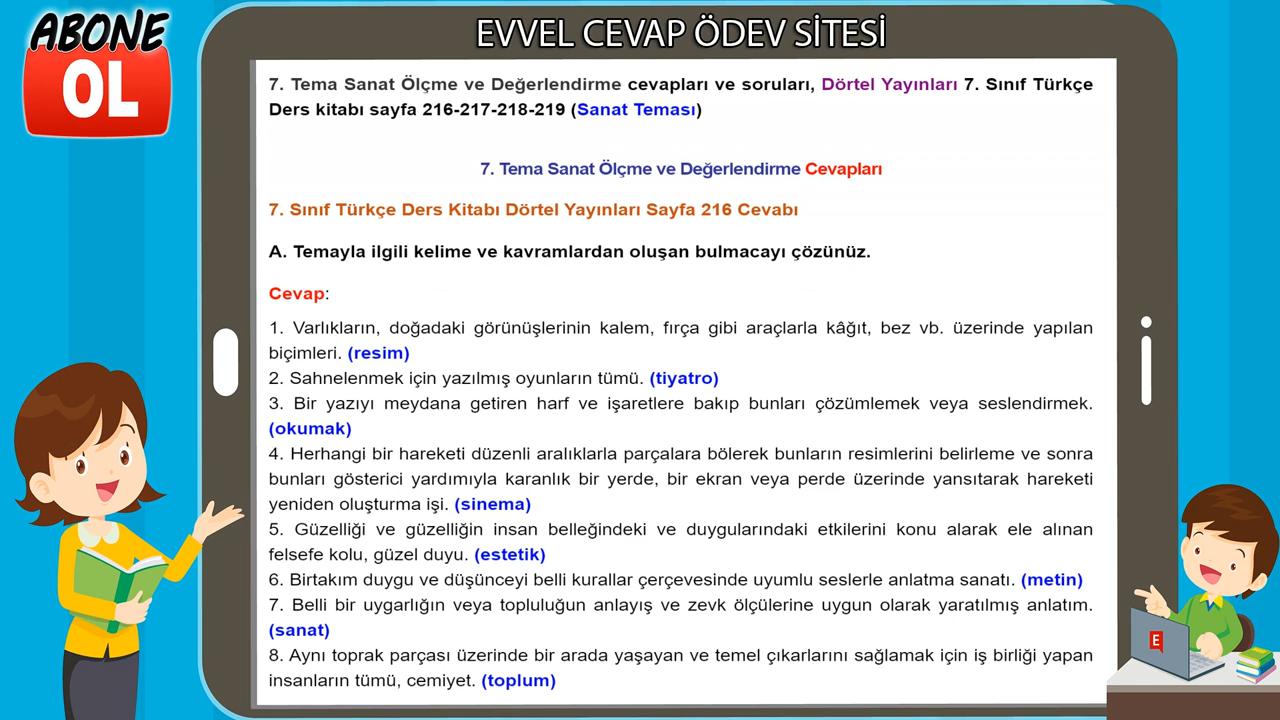 ABONE
OL
EVVEL CEVAP ÖDEV SİTESİ
7. Tema Sanat Ölçme ve Değerlendirme cevapları ve soruları, Dörtel Yayınları 7. Sınıf Türkçe
Ders kitabı sayfa 216-217-218-219 (Sanat Teması)
7. Tema Sanat Ölçme ve Değerlendirme Cevapları
7. Sınıf Türkçe Ders Kitabı Dörtel Yayınları Sayfa 216 Cevabı
A. Temayla ilgili kelime ve kavramlardan oluşan bulmacayı çözünüz.
Cevap:
1. Varlıkların, doğadaki görünüşlerinin kalem, fırça gibi araçlarla kâğıt, bez vb. üzerinde yapılan
biçimleri. (resim)
2. Sahnelenmek için yazılmış oyunların tümü. (tiyatro)
3. Bir yazıyı meydana getiren harf ve işaretlere bakıp bunları çözümlemek veya seslendirmek.
(okumak)
4. Herhangi bir hareketi düzenli aralıklarla parçalara bölerek bunların resimlerini belirleme ve sonra
bunları gösterici yardımıyla karanlık bir yerde, bir ekran veya perde üzerinde yansıtarak hareketi
yeniden oluşturma işi. (sinema)
5. Güzelliği ve güzelliğin insan belleğindeki ve duygularındaki etkilerini konu alarak ele alınan
felsefe kolu, güzel duyu. (estetik)
6. Birtakım duygu ve düşünceyi belli kurallar çerçevesinde uyumlu seslerle anlatma sanatı. (metin)
7. Belli bir uygarlığın veya topluluğun anlayış ve zevk ölçülerine uygun olarak yaratılmış anlatım.
(sanat)
8. Aynı toprak parçası üzerinde bir arada yaşayan ve temel çıkarlarını sağlamak için iş birliği yapan
insanların tümü, cemiyet. (toplum)
E